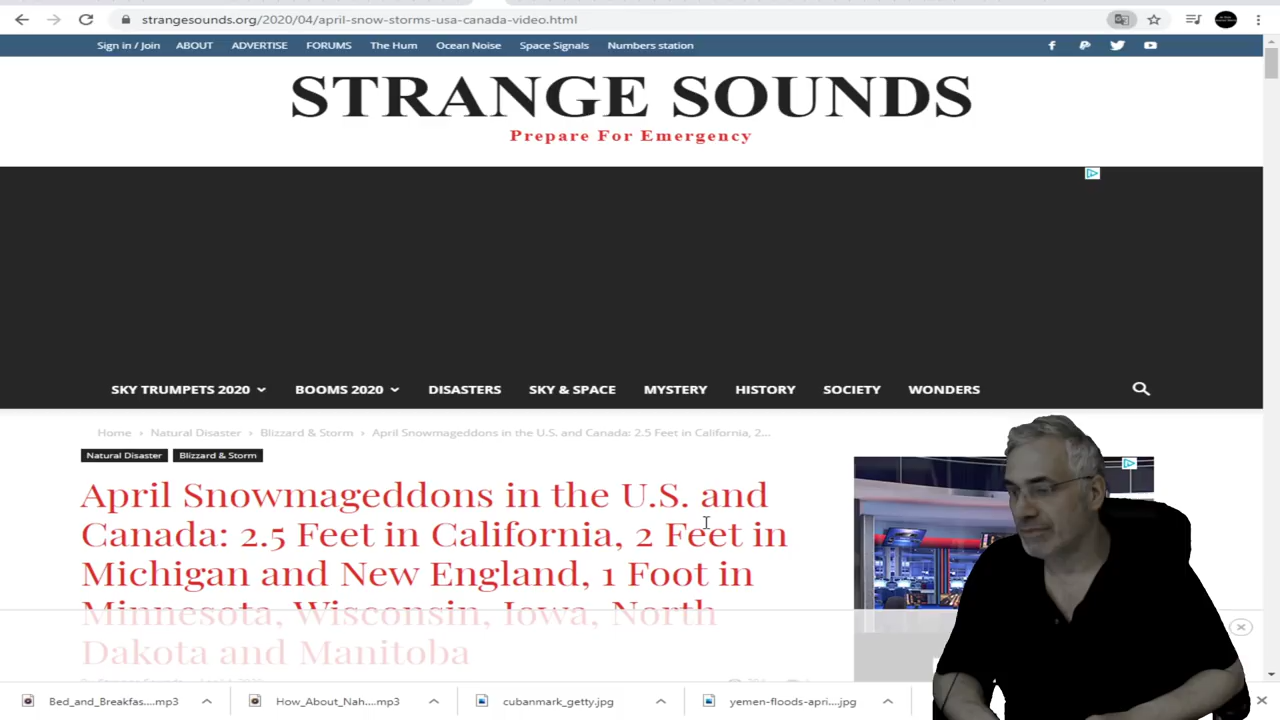 strangesounds.org/2020/04/april-snow-storms-usa-canada-video.html
Sign in / Join ABOUT ADVERTISE FORUMS The Hum Ocean Noise Space Signals Numbers station
STRANGE SOUNDS
Prepare For Emergency
SKY TRUMPETS 2020 BOOMS 2020 DISASTERS SKY & SPACE MYSTERY HISTORY SOCIETY WONDERS
Home › Natural Disaster › Blizzard & Storm › April Snowmageddons in the U.S. and Canada: 2.5 Feet in California, 2...
Natural Disaster Blizzard & Storm
April Snowmageddons in the U.S. and
Canada: 2.5 Feet in California, 2 Feet in
Michigan and New England, 1 Foot in
Minnesota, Wisconsin, Iowa, North
Dakota and Manitoba
Bed_and_Breakfas....mp3 How_About_Nah....mp3 cubanmark_getty.jpg yemen-floods-apri....jpg